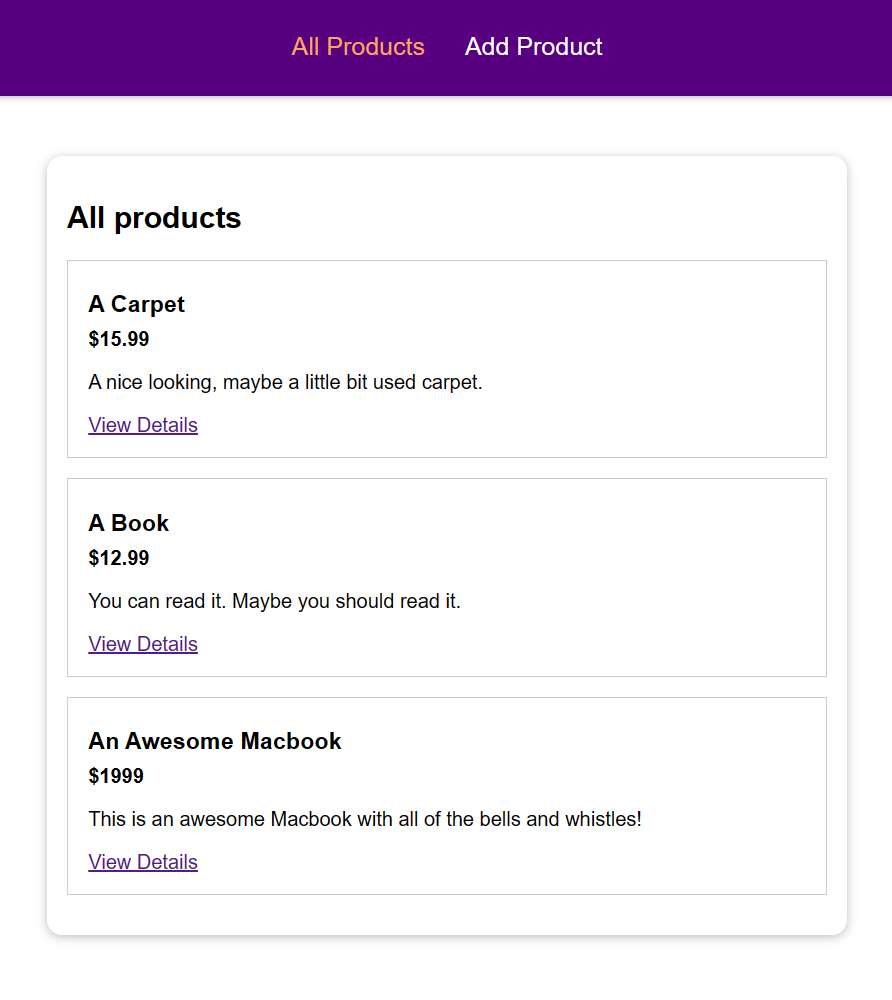 All Products Add Product
All products
A Carpet
$15.99
A nice looking, maybe a little bit used carpet.
View Details
A Book
$12.99
You can read it. Maybe you should read it.
View Details
An Awesome Macbook
$1999
This is an awesome Macbook with all of the bells and whistles!
View Details